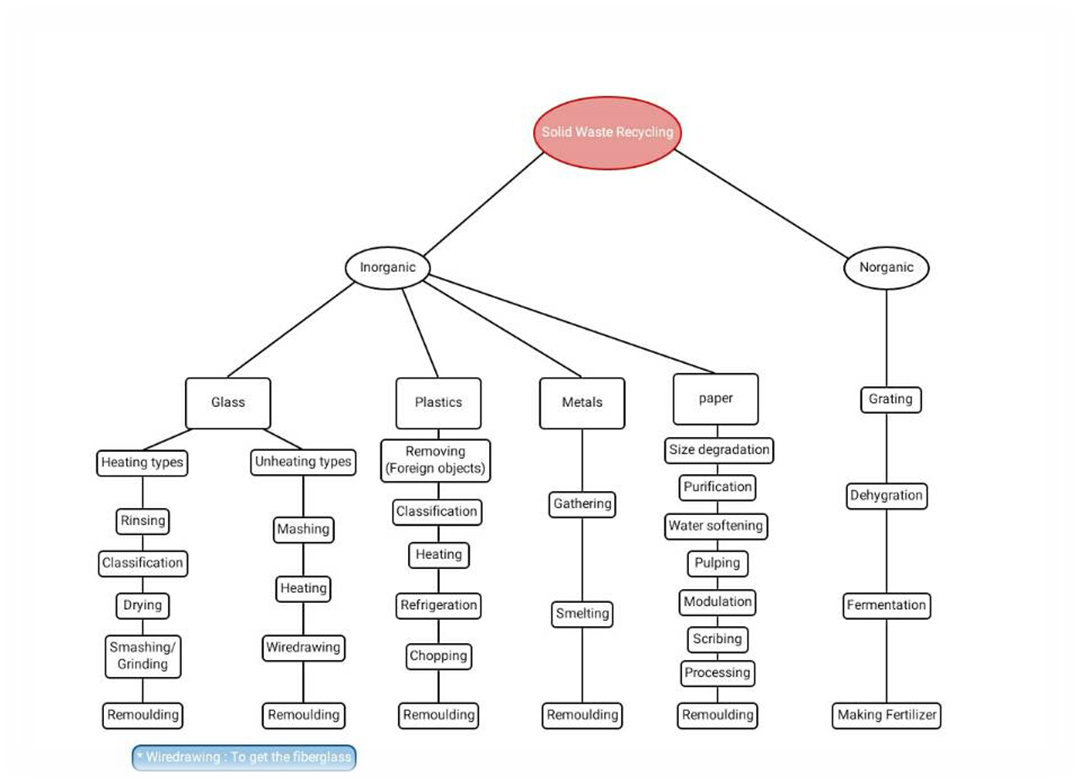 Solid Waste Recycling
Inorganic
Norganic
Glass
Plastics
Metals
paper
Heating types
Rinsing
Classification
Drying
Smashing/
Grinding
Remoulding
Unheating types
Mashing
Heating
Wiredrawing
Remoulding
Removing
(Foreign objects)
Classification
Heating
Refrigeration
Chopping
Remoulding
Gathering
Smelting
Remoulding
Size degradation
Purification
Water softening
Pulping
Modulation
Scribing
Processing
Remoulding
Grating
Dehygration
Fermentation
Making Fertilizer
* Wiredrawing : To get the fiberglass